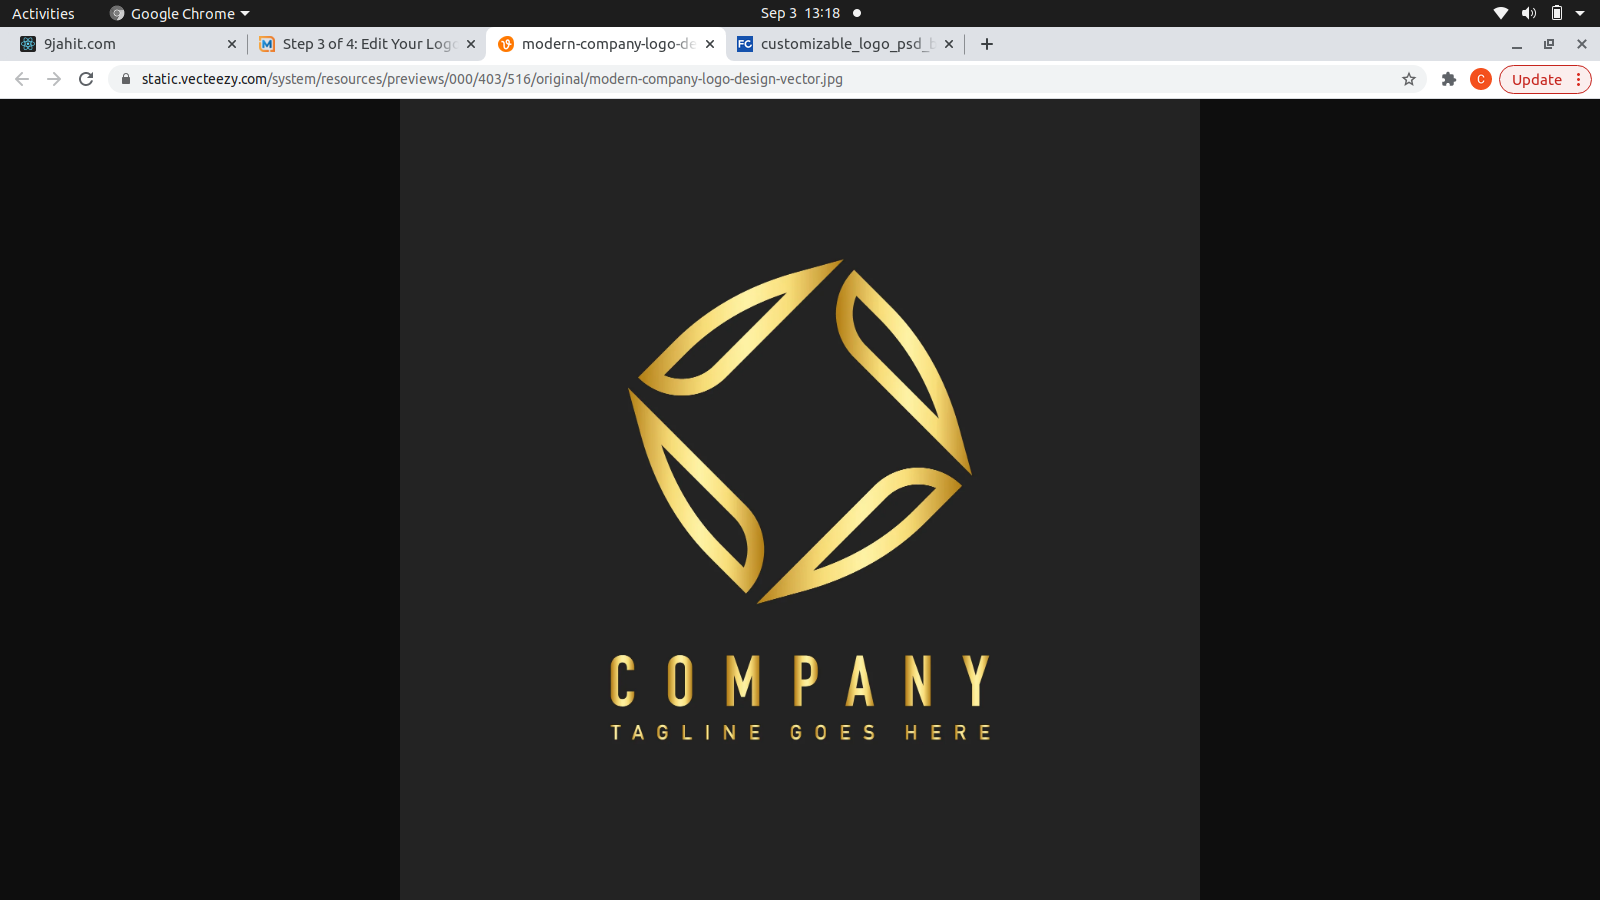 Activities
Google Chrome
Sep 3 13:18
9jahit.com
Step 3 of 4: Edit Your Logo
modern-company-logo-de
customizable_logo_psd_b
static.vecteezy.com/system/resources/previews/000/403/516/original/modern-company-logo-design-vector.jpg
C
Update
COMPANY
TAGLINE GOES HERE